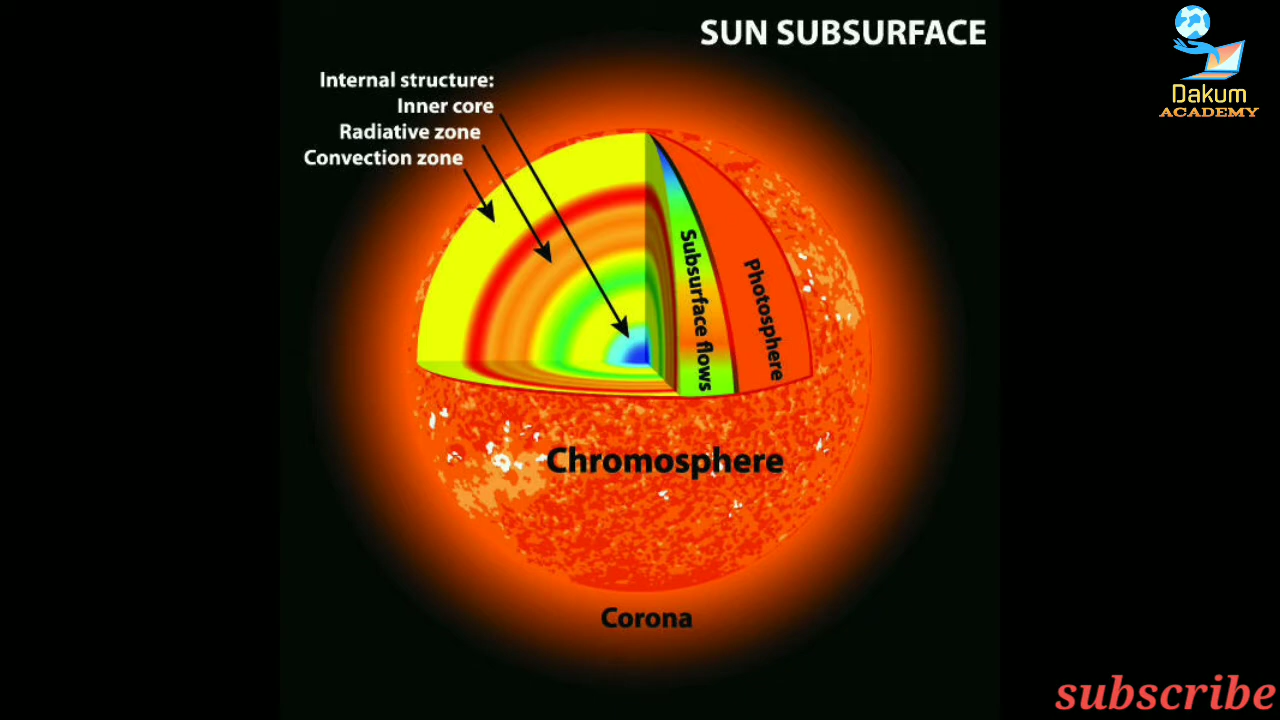 SUN SUBSURFACE
Dakum
ACADEMY
Internal structure:
Inner core
Radiative zone
Convection zone
Subsurface flows
Photosphere
Chromosphere
Corona
subscribe